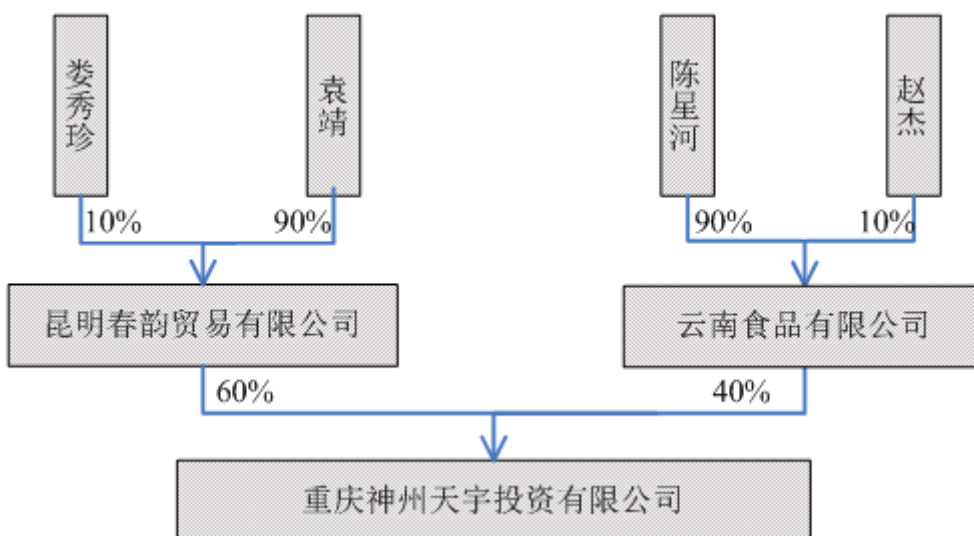 娄秀珍
袁靖
陈星河
赵杰
10%
90%
90%
10%
昆明春韵贸易有限公司
云南食品有限公司
60%
40%
重庆神州天宇投资有限公司